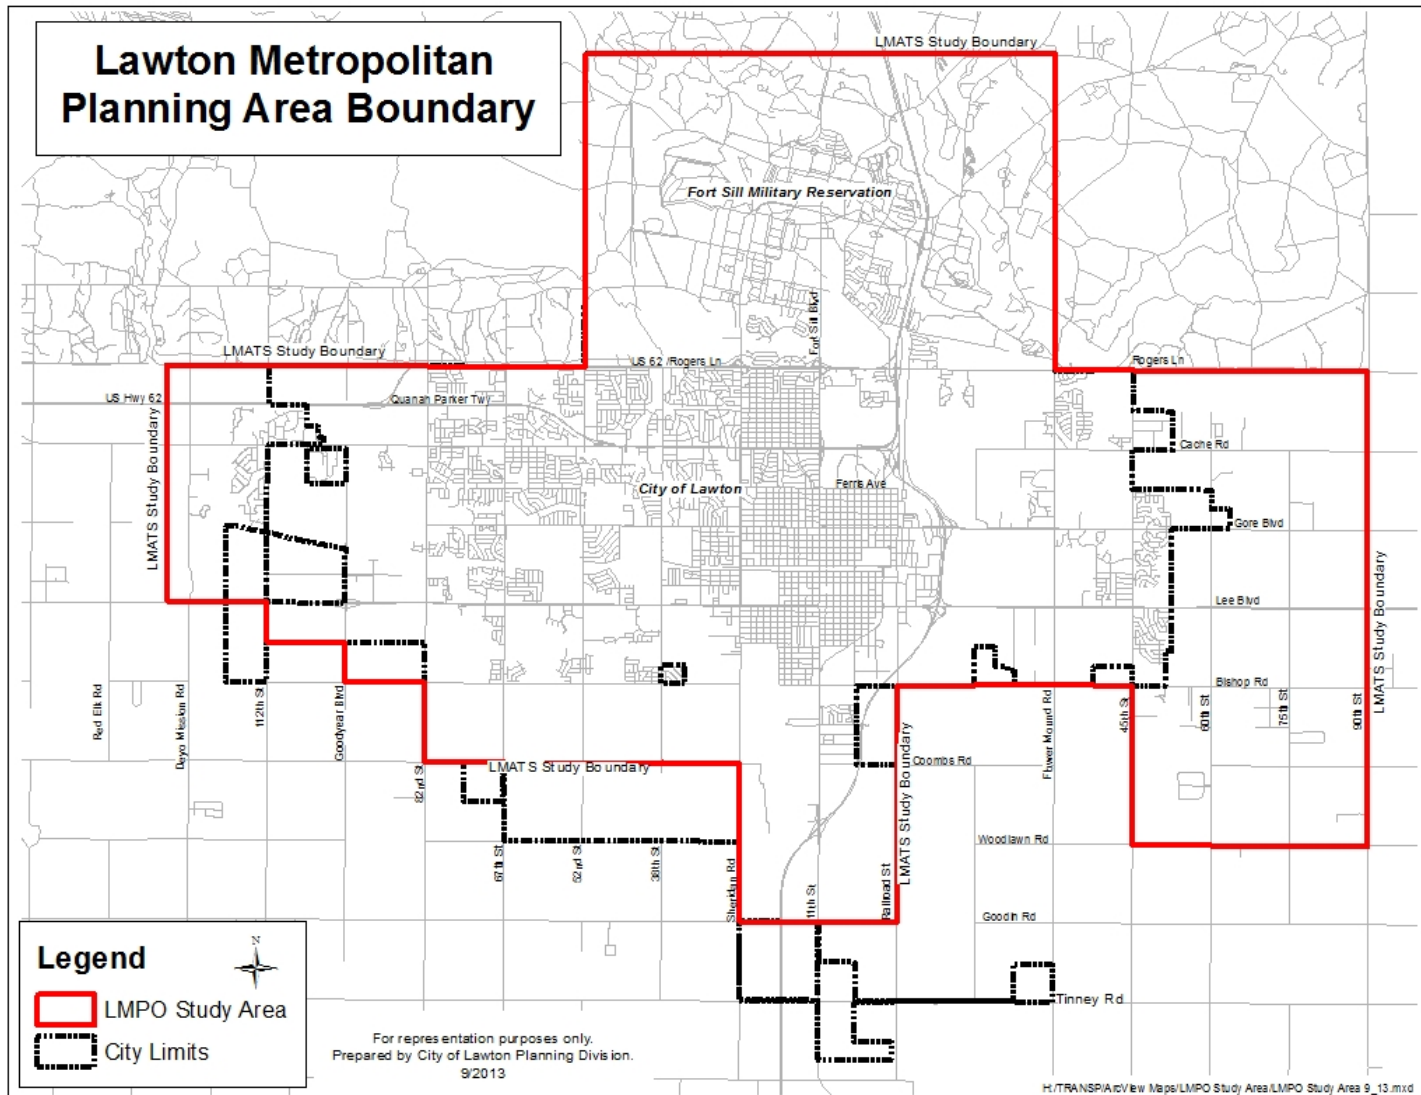 Lawton Metropolitan
Planning Area Boundary
LMATS Study Boundary
Fort Sill Military Reservation
Fort Sill Blvd
LMATS Study Boundary
US 62 /Rogers Ln
Rogers Ln
US Hwy 62
Quanah Parker Twy
LMATS Study Boundary
Cache Rd
City of Lawton
Ferris Ave
Gore Blvd
Lee Blvd
LMATS Study Boundary
Bishop Rd
Red Elk Rd
Deyo Mission Rd
112th St
Goodyear Blvd
82nd St
LMATS Study Boundary
67th St
52nd St
38th St
Sheridan Rd
11th St
Railroad St
LMATS Study Boundary
Coombs Rd
Flower Mound Rd
45th St
60th St
75th St
90th St
Woodlawn Rd
Goodin Rd
Tinney Rd
Legend
N
LMPO Study Area
City Limits
For representation purposes only.
Prepared by City of Lawton Planning Division.
9/2013
H:/TRANSP/ArcView Maps/LMPO Study Area/LMPO Study Area 9_13.mxd